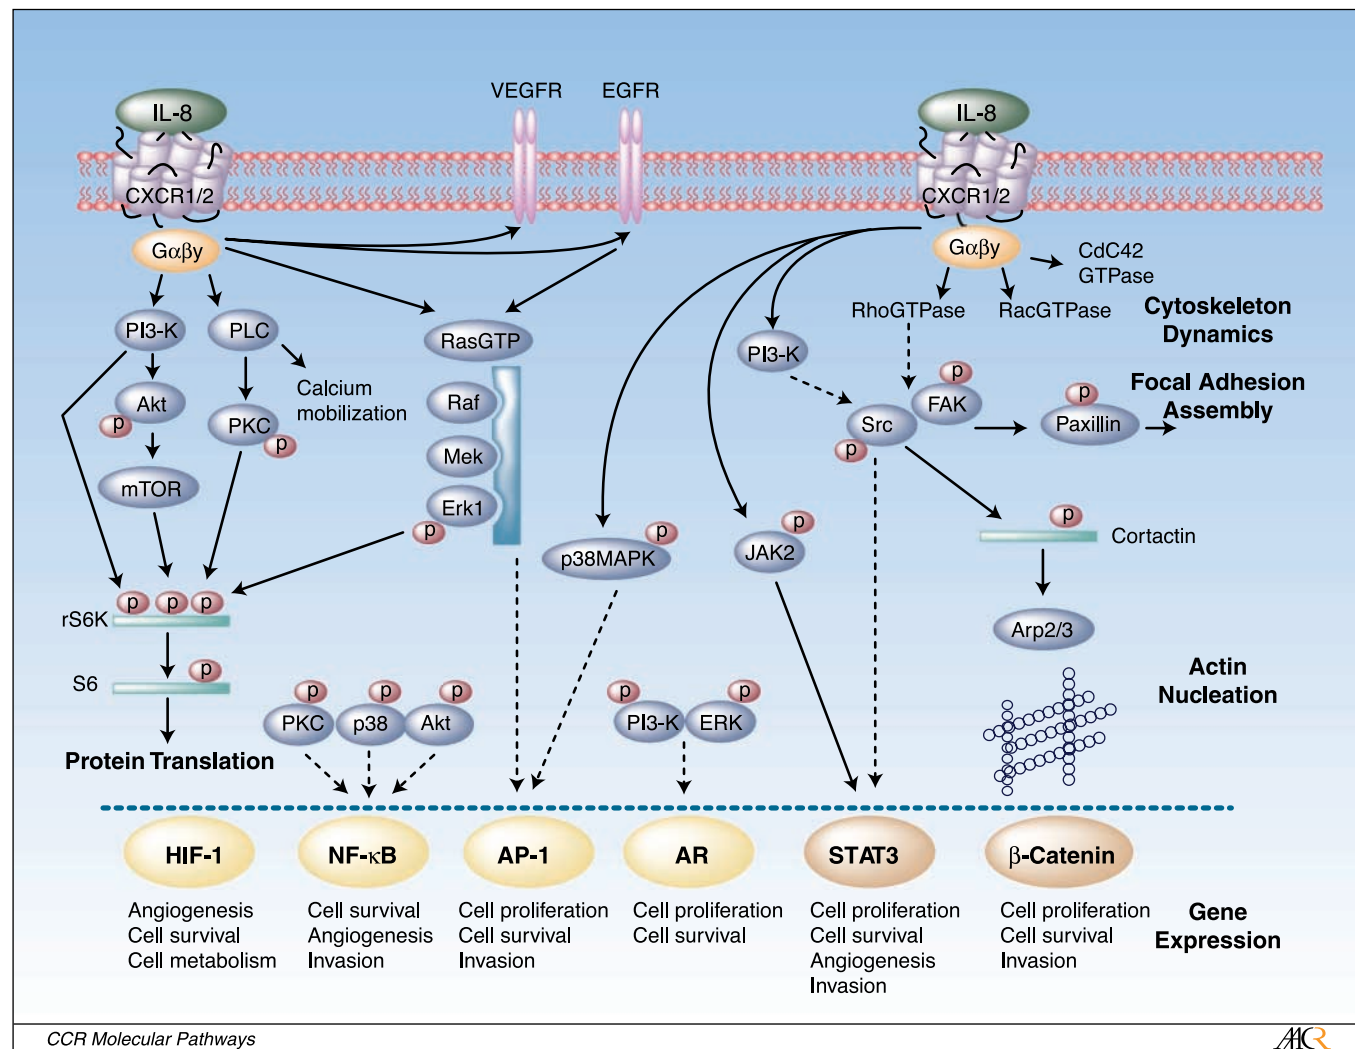 VEGFR
EGFR
IL-8
IL-8
CXCR1/2
CXCR1/2
Gαβy
Gαβy
CdC42
GTPase
RhoGTPase
RacGTPase
Cytoskeleton
Dynamics
PI3-K
PLC
RasGTP
PI3-K
Calcium
mobilization
Akt
p
PKC
p
Raf
Mek
Erk1
p
mTOR
p
FAK
Src
p
p
Paxillin
Focal Adhesion
Assembly
p
p38MAPK
p
JAK2
p
Cortactin
p p p
rS6K
Arp2/3
p
S6
Actin
Nucleation
Protein Translation
p p p
PKC p38 Akt
p p
PI3-K ERK
HIF-1
NF-κB
AP-1
AR
STAT3
β-Catenin
Angiogenesis
Cell survival
Cell metabolism
Cell survival
Angiogenesis
Invasion
Cell proliferation
Cell survival
Invasion
Cell proliferation
Cell survival
Cell proliferation
Cell survival
Angiogenesis
Invasion
Cell proliferation
Cell survival
Invasion
Gene
Expression
CCR Molecular Pathways
AACR